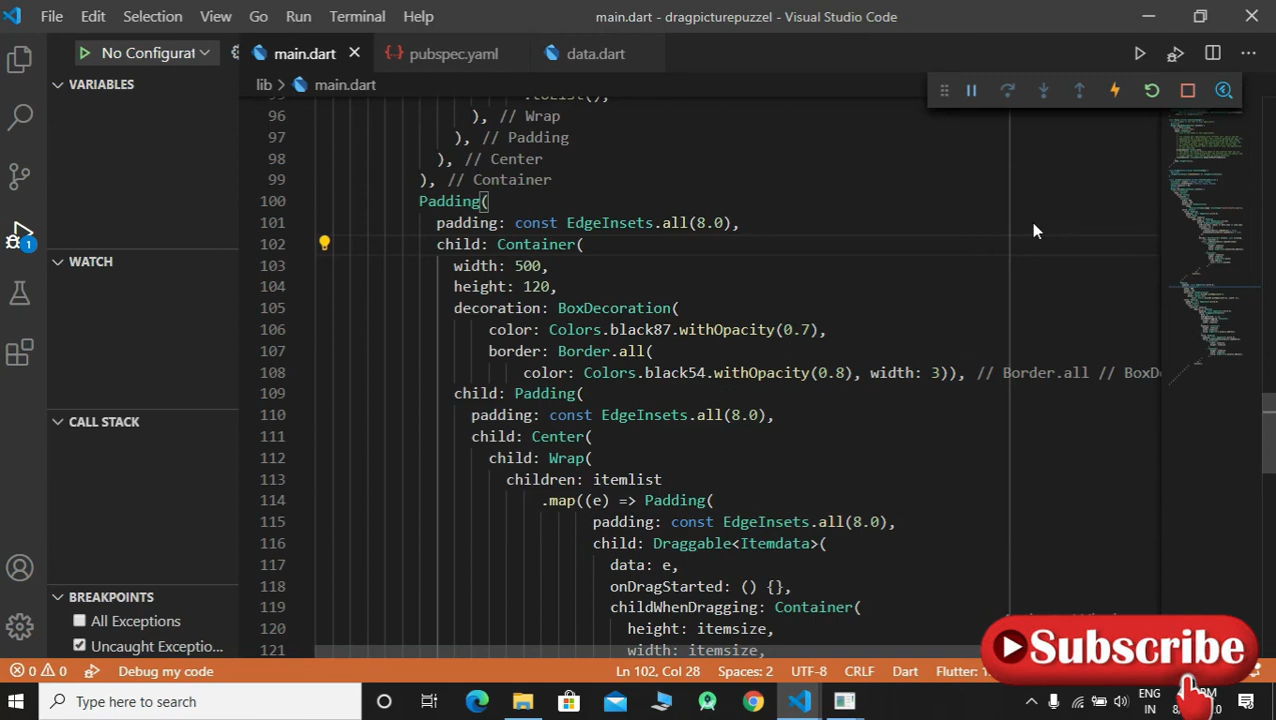 File Edit Selection View Go Run Terminal Help main.dart - dragpicturepuzzel - Visual Studio Code
No Configurat main.dart pubspec.yaml data.dart
VARIABLES
lib > main.dart
96 ), // Wrap
97 ), // Padding
98 ), // Center
99 ), // Container
100 Padding(
101 padding: const EdgeInsets.all(8.0),
102 child: Container(
103 width: 500,
104 height: 120,
105 decoration: BoxDecoration(
106 color: Colors.black87.withOpacity(0.7),
107 border: Border.all(
108 color: Colors.black54.withOpacity(0.8), width: 3)), // Border.all // BoxDe
109 child: Padding(
110 padding: const EdgeInsets.all(8.0),
111 child: Center(
112 child: Wrap(
113 children: itemlist
114 .map((e) => Padding(
115 padding: const EdgeInsets.all(8.0),
116 child: Draggable<Itemdata>(
117 data: e,
118 onDragStarted: () {},
119 childWhenDragging: Container(
120 height: itemsize,
121 width: itemsize,
WATCH
CALL STACK
BREAKPOINTS
All Exceptions
Uncaught Exceptio...
1
Subscribe
0 0 Debug my code Ln 102, Col 28 Spaces: 2 UTF-8 CRLF Dart Flutter: 1
Type here to search
ENG
IN